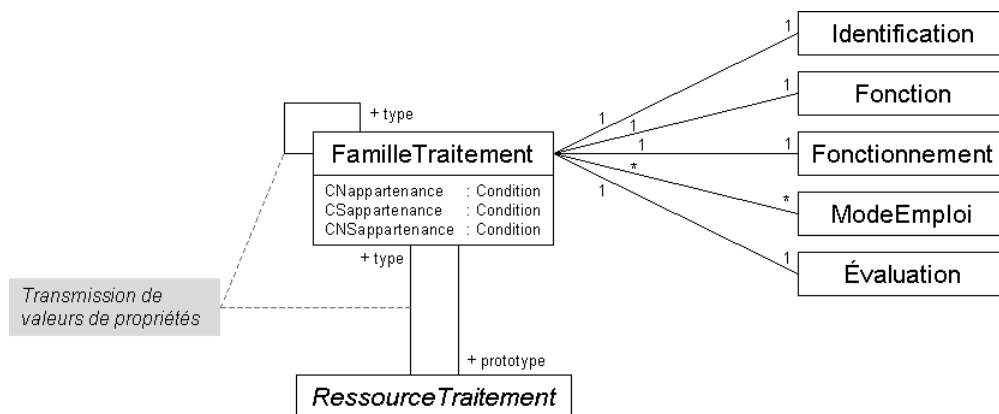 1
Identification
1
Fonction
+ type
1
1
FamilleTraitement
1
1
Fonctionnement
*
CNappartenance : Condition
CSappartenance : Condition
CNSappartenance : Condition
1
*
ModeEmploi
+ type
1
Évaluation
Transmission de
valeurs de propriétés
+ prototype
RessourceTraitement